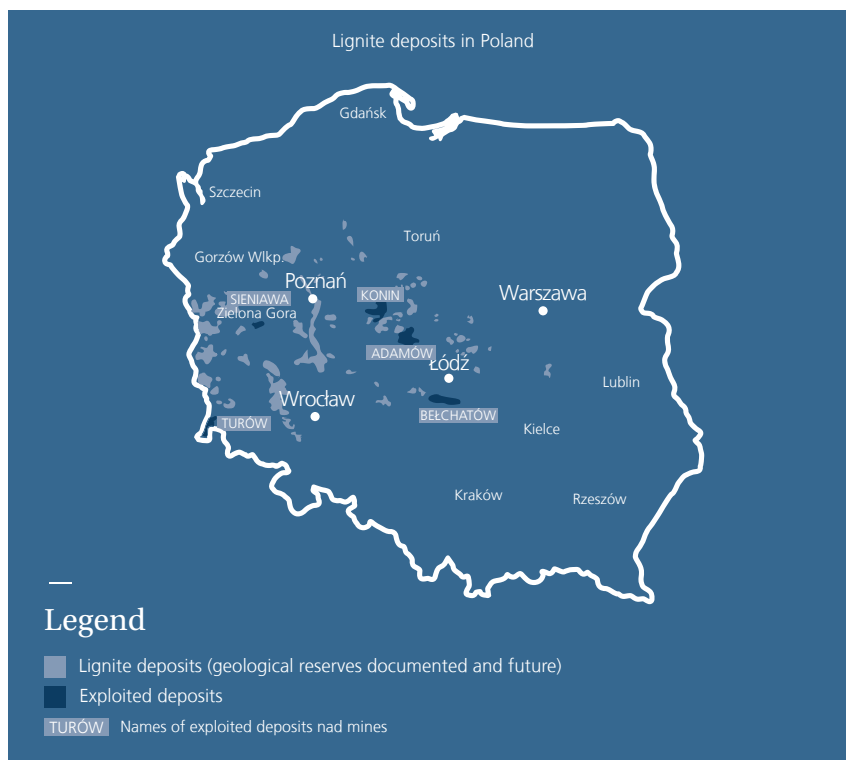 Lignite deposits in Poland
Gdańsk
Szczecin
Toruń
Gorzów Wlkp.
Poznań
SIENIAWA
KONIN
Warszawa
Zielona Gora
ADAMÓW
Łódź
Lublin
Wrocław
BEŁCHATÓW
TURÓW
Kielce
Kraków
Rzeszów
Legend
Lignite deposits (geological reserves documented and future)
Exploited deposits
TURÓW Names of exploited deposits nad mines